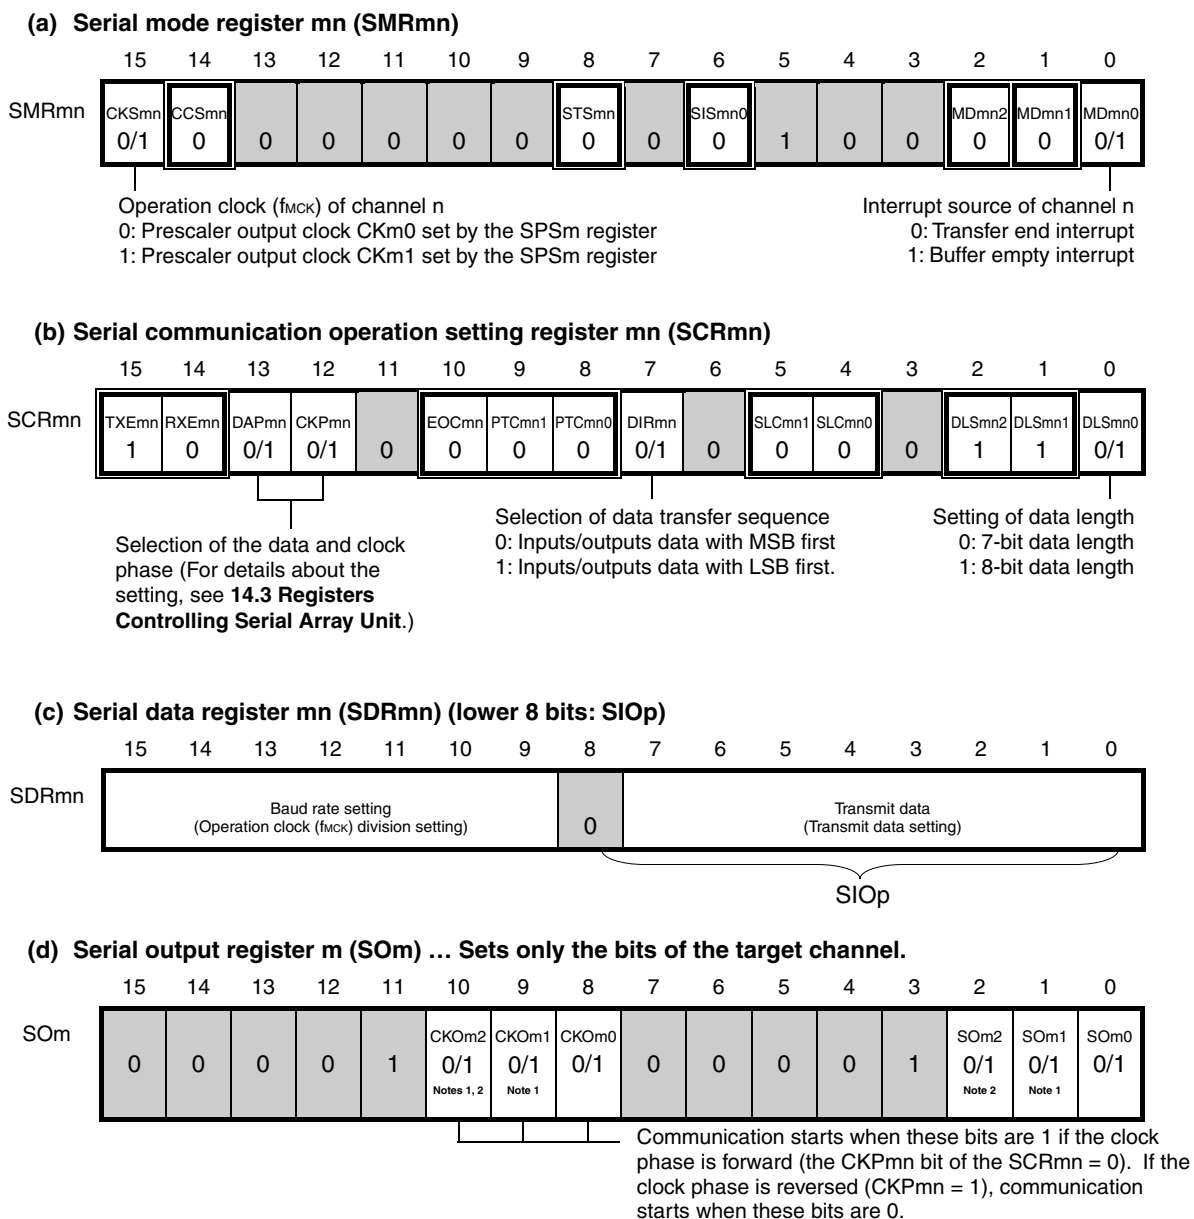 (a) Serial mode register mn (SMRmn)
15 14 13 12 11 10 9 8 7 6 5 4 3 2 1 0
SMRmn
CKSmn CCSmn STSmn SISmn0 MDmn2 MDmn1 MDmn0
0/1 0 0 0 0 0 0 0 0 0 1 0 0 0 0 0/1
Operation clock (fMCK) of channel n
0: Prescaler output clock CKm0 set by the SPSm register
1: Prescaler output clock CKm1 set by the SPSm register
Interrupt source of channel n
0: Transfer end interrupt
1: Buffer empty interrupt
(b) Serial communication operation setting register mn (SCRmn)
15 14 13 12 11 10 9 8 7 6 5 4 3 2 1 0
SCRmn
TXEmn RXEmn DAPmn CKPmn EOCmn PTCmn1 PTCmn0 DIRmn SLCmn1 SLCmn0 DLSmn2 DLSmn1 DLSmn0
1 0 0/1 0/1 0 0 0 0 0/1 0 0 0 0 1 1 0/1
Selection of the data and clock
phase (For details about the
setting, see 14.3 Registers
Controlling Serial Array Unit.)
Selection of data transfer sequence
0: Inputs/outputs data with MSB first
1: Inputs/outputs data with LSB first.
Setting of data length
0: 7-bit data length
1: 8-bit data length
(c) Serial data register mn (SDRmn) (lower 8 bits: SIOp)
15 14 13 12 11 10 9 8 7 6 5 4 3 2 1 0
SDRmn
Baud rate setting
(Operation clock (fMCK) division setting)
0
Transmit data
(Transmit data setting)
SIOp
(d) Serial output register m (SOm) … Sets only the bits of the target channel.
15 14 13 12 11 10 9 8 7 6 5 4 3 2 1 0
SOm
CKOm2 CKOm1 CKOm0 SOm2 SOm1 SOm0
0 0 0 0 1 0/1 0/1 0/1 0 0 0 0 1 0/1 0/1 0/1
Notes 1, 2 Note 1 Note 2 Note 1
Communication starts when these bits are 1 if the clock
phase is forward (the CKPmn bit of the SCRmn = 0). If the
clock phase is reversed (CKPmn = 1), communication
starts when these bits are 0.